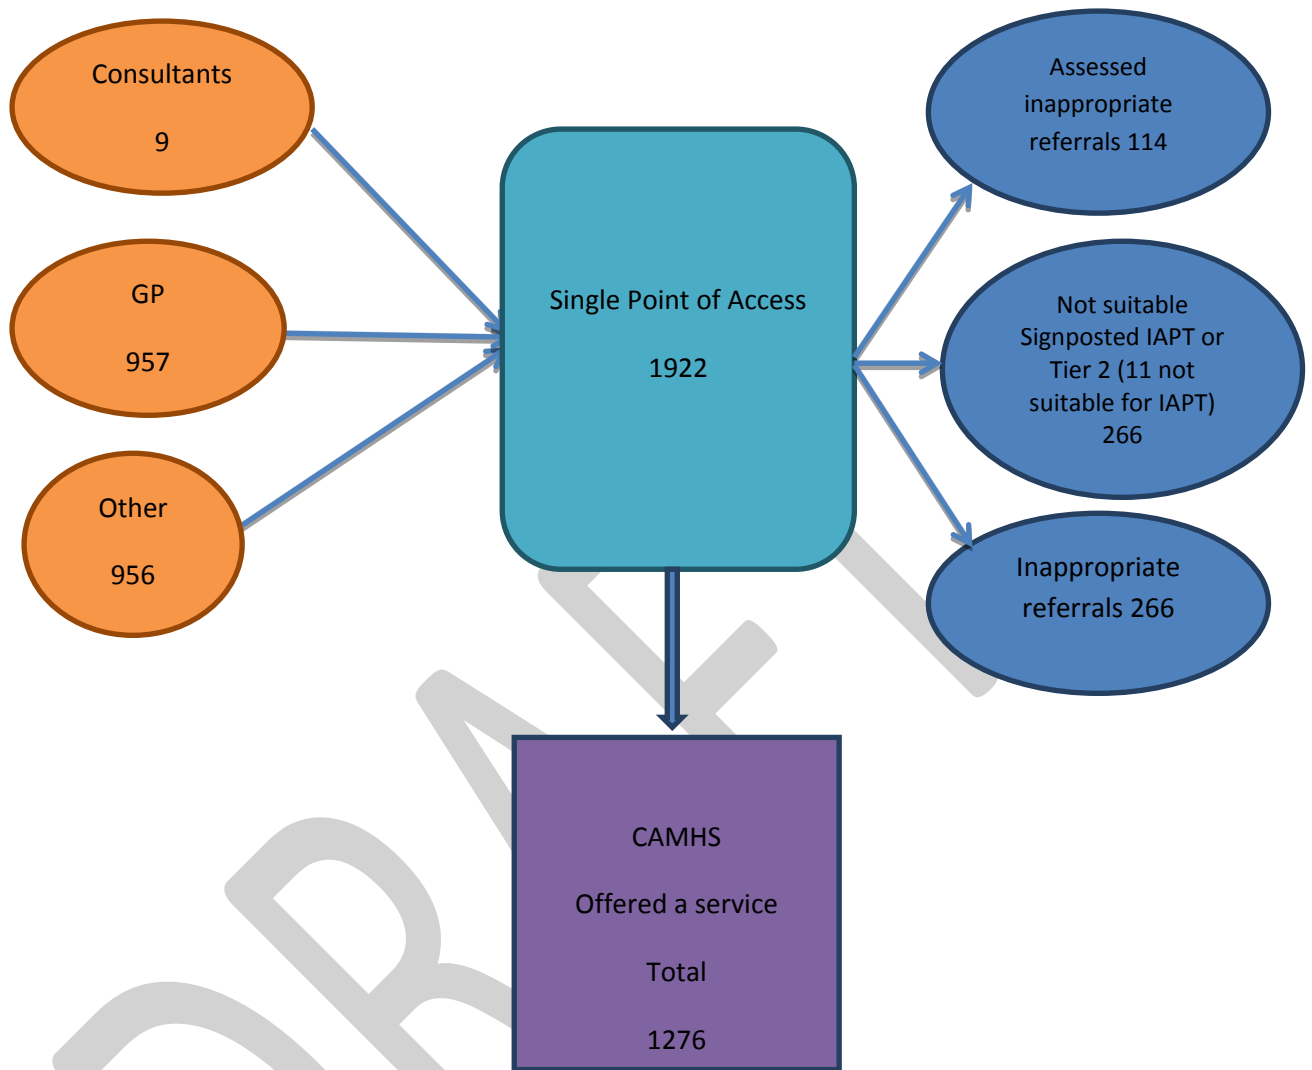 Consultants
9
GP
957
Other
956
Single Point of Access
1922
Assessed
inappropriate
referrals 114
Not suitable
Signposted IAPT or
Tier 2 (11 not
suitable for IAPT)
266
Inappropriate
referrals 266
CAMHS
Offered a service
Total
1276
DRAFT